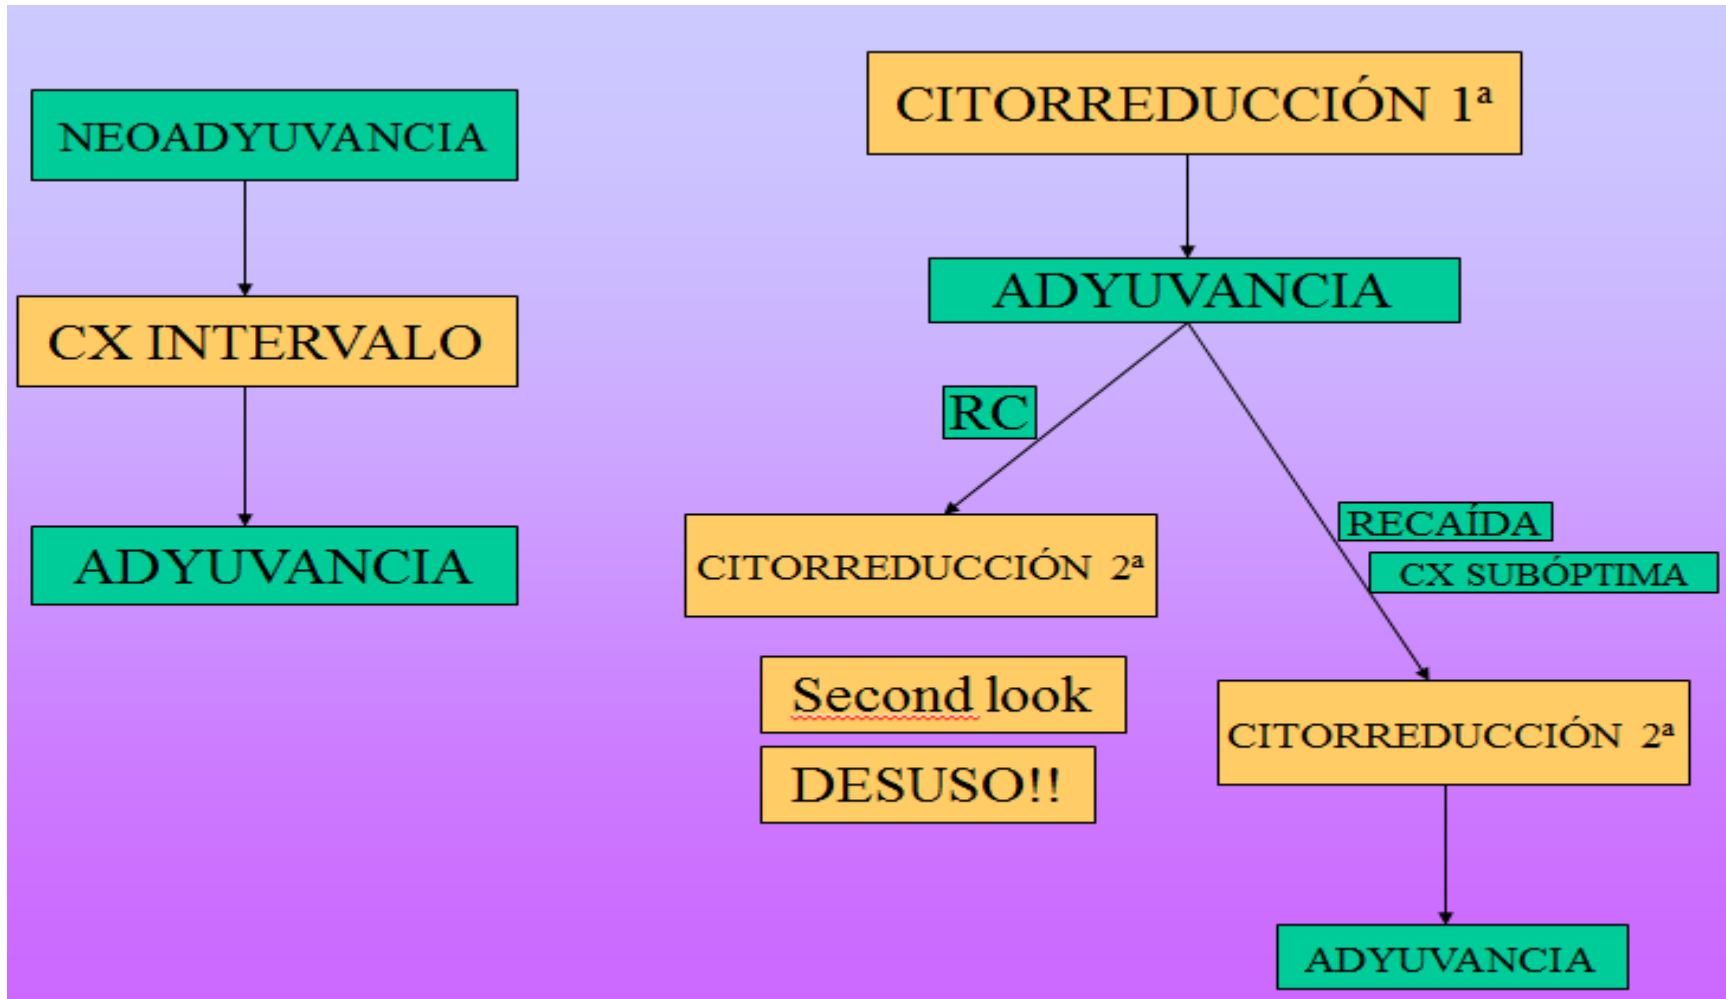 NEOADYUVANCIA
CX INTERVALO
ADYUVANCIA
CITORREDUCCIÓN 1ª
ADYUVANCIA
RC
CITORREDUCCIÓN 2ª
Second look
DESUSO!!
RECAÍDA
CX SUBÓPTIMA
CITORREDUCCIÓN 2ª
ADYUVANCIA